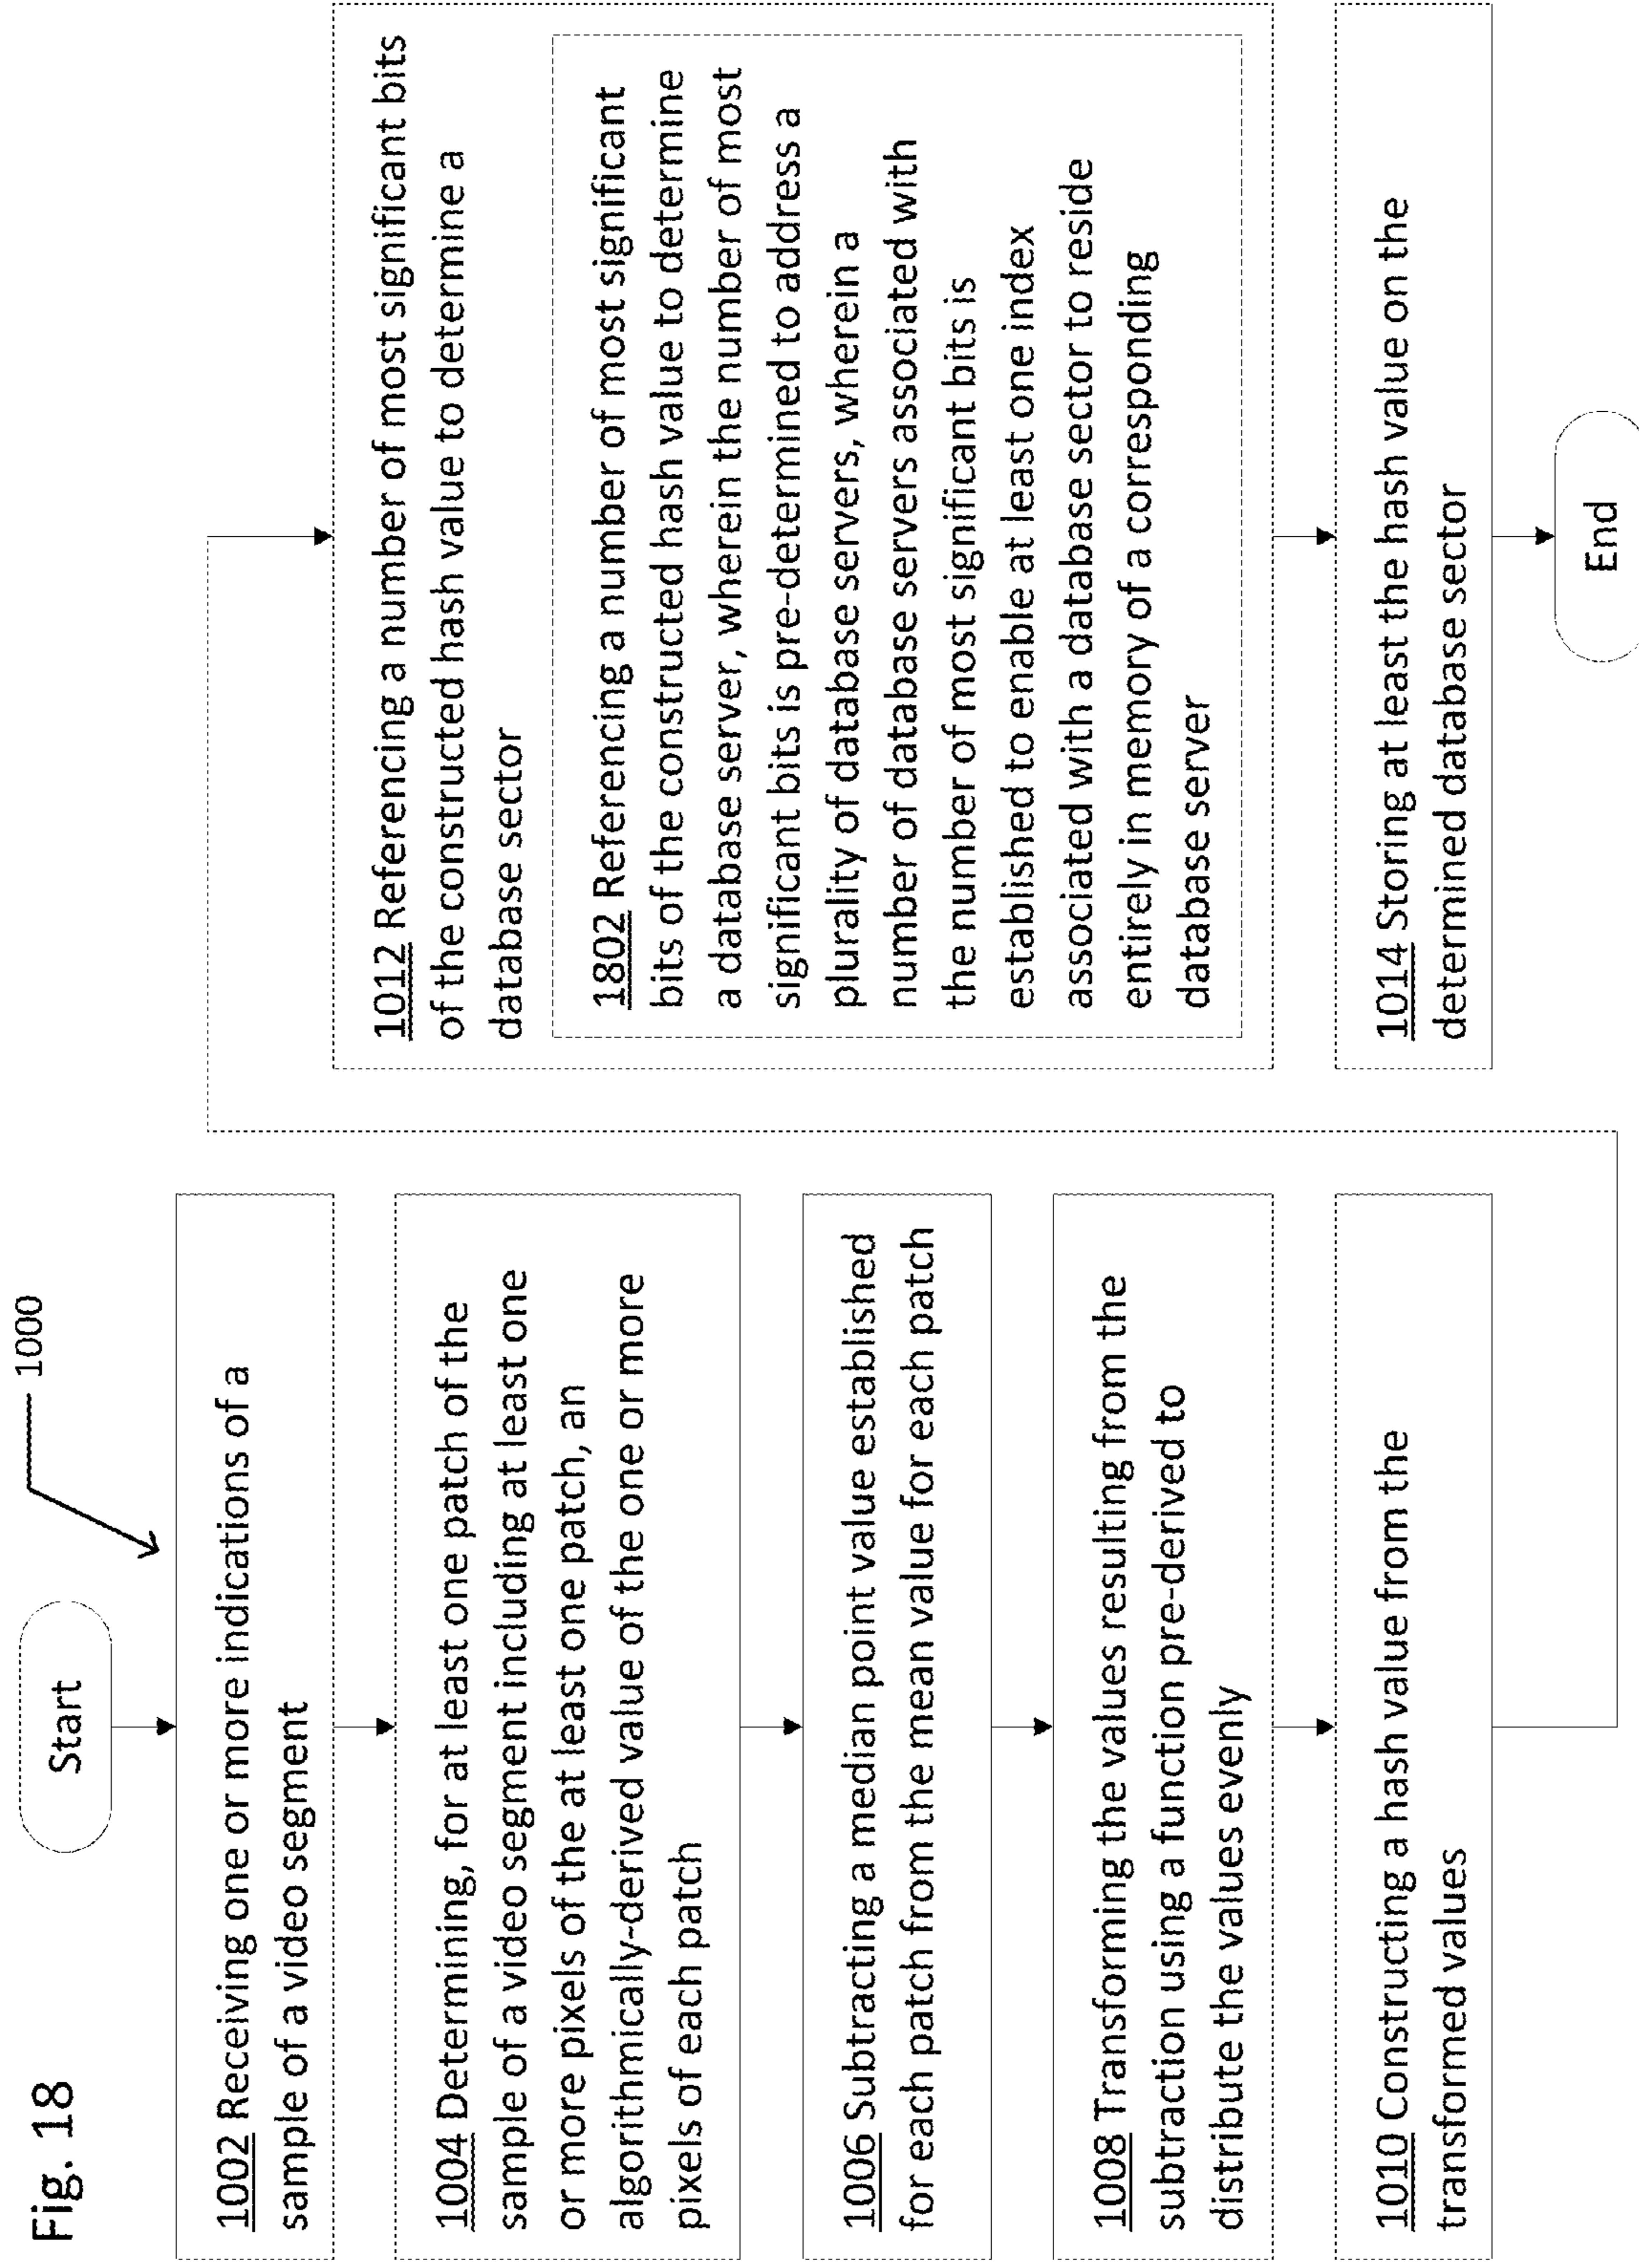 Fig. 18
1000
Start
1002 Receiving one or more indications of a
sample of a video segment
1004 Determining, for at least one patch of the
sample of a video segment including at least one
or more pixels of the at least one patch, an
algorithmically-derived value of the one or more
pixels of each patch
1006 Subtracting a median point value established
for each patch from the mean value for each patch
1008 Transforming the values resulting from the
subtraction using a function pre-derived to
distribute the values evenly
1010 Constructing a hash value from the
transformed values
1012 Referencing a number of most significant bits
of the constructed hash value to determine a
database sector
1802 Referencing a number of most significant
bits of the constructed hash value to determine
a database server, wherein the number of most
significant bits is pre-determined to address a
plurality of database servers, wherein a
number of database servers associated with
the number of most significant bits is
established to enable at least one index
associated with a database sector to reside
entirely in memory of a corresponding
database server
1014 Storing at least the hash value on the
determined database sector
End